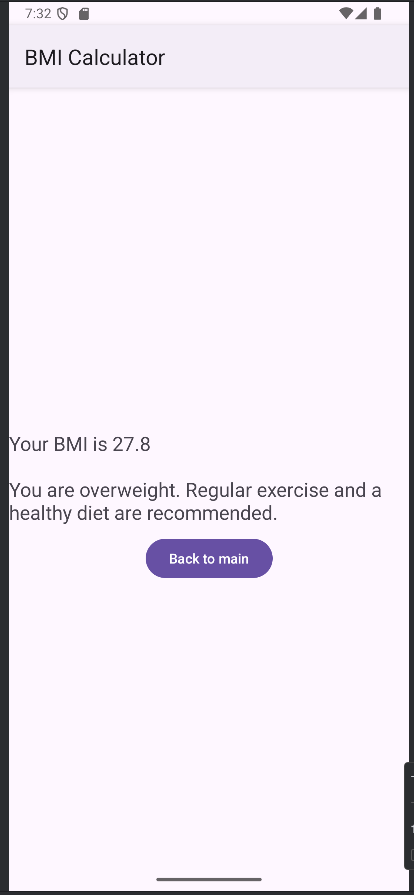 7:32
BMI Calculator
Your BMI is 27.8
You are overweight. Regular exercise and a
healthy diet are recommended.
Back to main